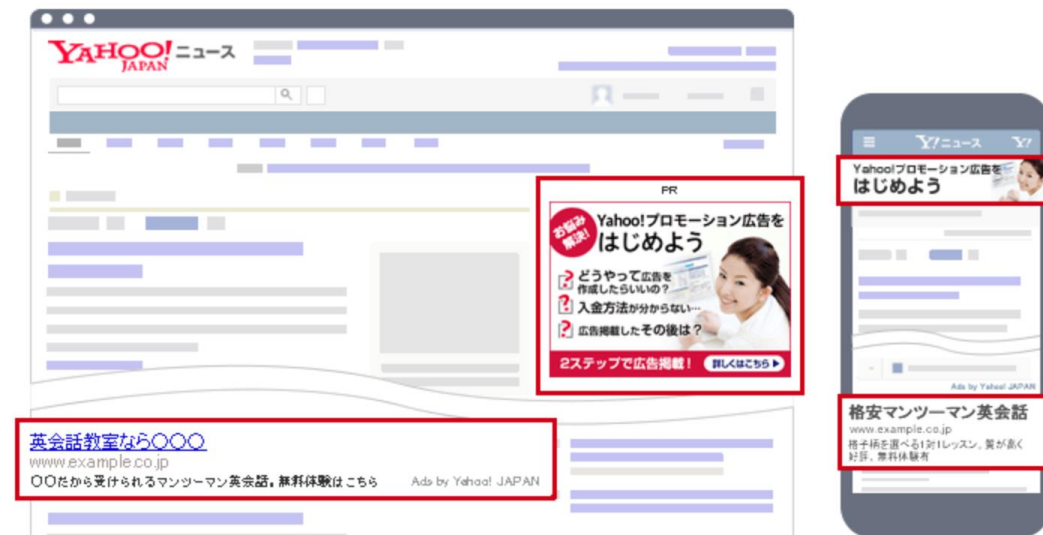 YAHOO! ニュース
JAPAN
PR
お悩み
解決!
Yahoo!プロモーション広告を
はじめよう
どうやって広告を
作成したらいいの?
入金方法が分からない…
広告掲載したその後は?
2ステップで広告掲載!
詳しくはこちら
英会話教室なら〇〇〇
www.example.co.jp
〇〇だから受けられるマンツーマン英会話。無料体験はこちら
Ads by Yahoo! JAPAN
Y!ニュース
Y!
Yahoo!プロモーション広告を
はじめよう
Ads by Yahoo! JAPAN
格安マンツーマン英会話
www.example.co.jp
格子柄を選べる1対1レッスン、質が高く
好評、無料体験有